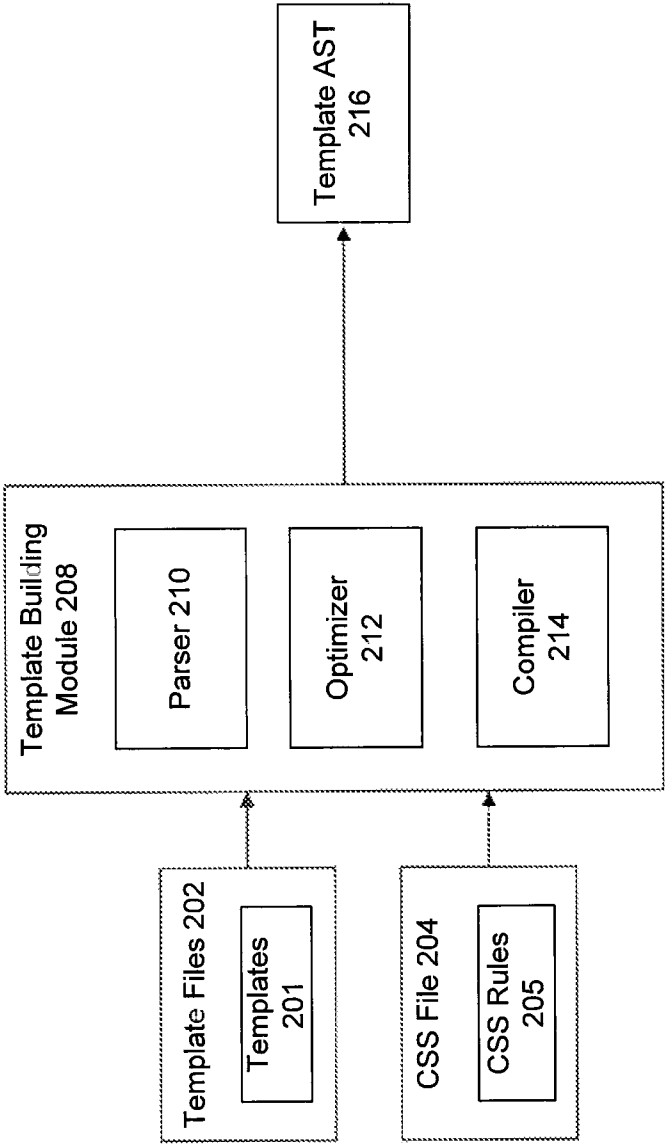 Template Files 202
Templates
201
CSS File 204
CSS Rules
205
Template Building
Module 208
Parser 210
Optimizer
212
Compiler
214
Template AST
216